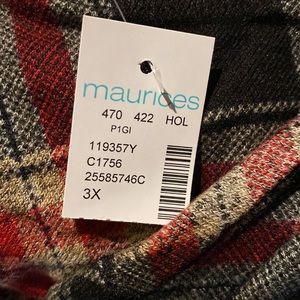 maurices
470 422 HOL
P1GI
119357Y
C1756
25585746C
3X